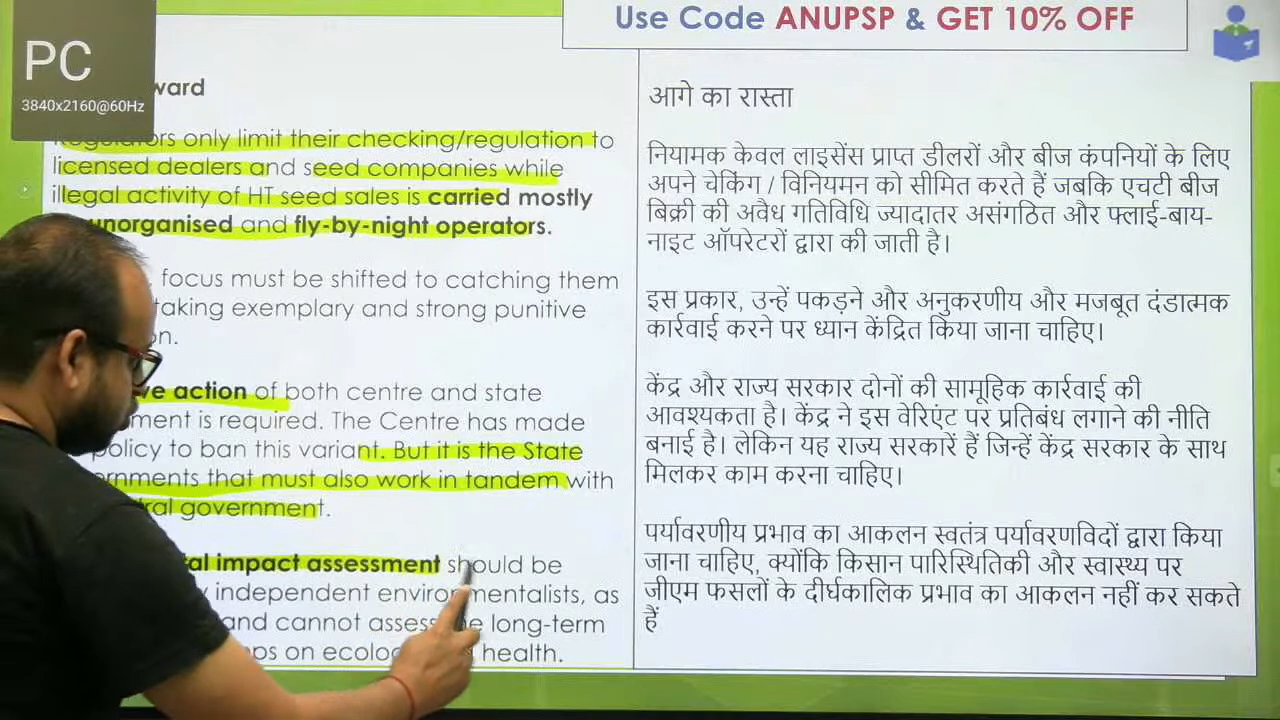 Use Code ANUPSP & GET 10% OFF
PC
3840x2160@60Hz
ward
Regulators only limit their checking/regulation to
licensed dealers and seed companies while
illegal activity of HT seed sales is carried mostly
unorganised and fly-by-night operators.
focus must be shifted to catching them
taking exemplary and strong punitive
on.
ve action of both centre and state
ment is required. The Centre has made
policy to ban this variant. But it is the State
rnments that must also work in tandem with
ral government.
al impact assessment should be
independent environmentalists, as
and cannot assess long-term
ps on ecolo health.
आगे का रास्ता
नियामक केवल लाइसेंस प्राप्त डीलरों और बीज कंपनियों के लिए
अपने चेकिंग / विनियमन को सीमित करते हैं जबकि एचटी बीज
बिक्री की अवैध गतिविधि ज्यादातर असंगठित और फ्लाई-बाय-
नाइट ऑपरेटरों द्वारा की जाती है।
इस प्रकार, उन्हें पकड़ने और अनुकरणीय और मजबूत दंडात्मक
कार्रवाई करने पर ध्यान केंद्रित किया जाना चाहिए।
केंद्र और राज्य सरकार दोनों की सामूहिक कार्रवाई की
आवश्यकता है। केंद्र ने इस वेरिएंट पर प्रतिबंध लगाने की नीति
बनाई है। लेकिन यह राज्य सरकारें हैं जिन्हें केंद्र सरकार के साथ
मिलकर काम करना चाहिए।
पर्यावरणीय प्रभाव का आकलन स्वतंत्र पर्यावरणविदों द्वारा किया
जाना चाहिए, क्योंकि किसान पारिस्थितिकी और स्वास्थ्य पर
जीएम फसलों के दीर्घकालिक प्रभाव का आकलन नहीं कर सकते
हैं